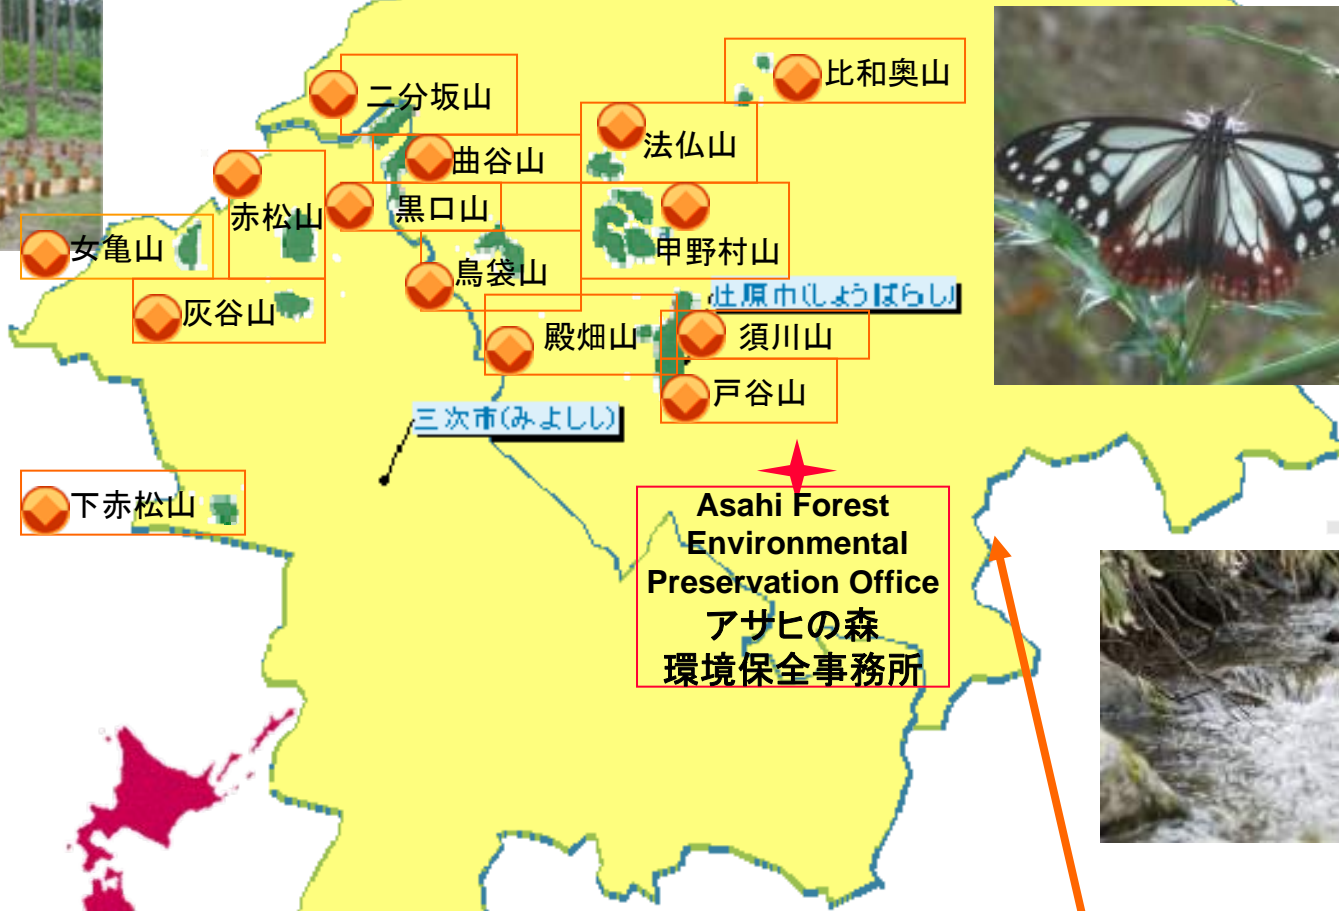 比和奥山
二分坂山
法仏山
曲谷山
黒口山
赤松山
女亀山
甲野村山
鳥袋山
庄原市(しょうばらし)
灰谷山
殿畑山
須川山
戸谷山
三次市(みよしし)
下赤松山
Asahi Forest
Environmental
Preservation Office
アサヒの森
環境保全事務所